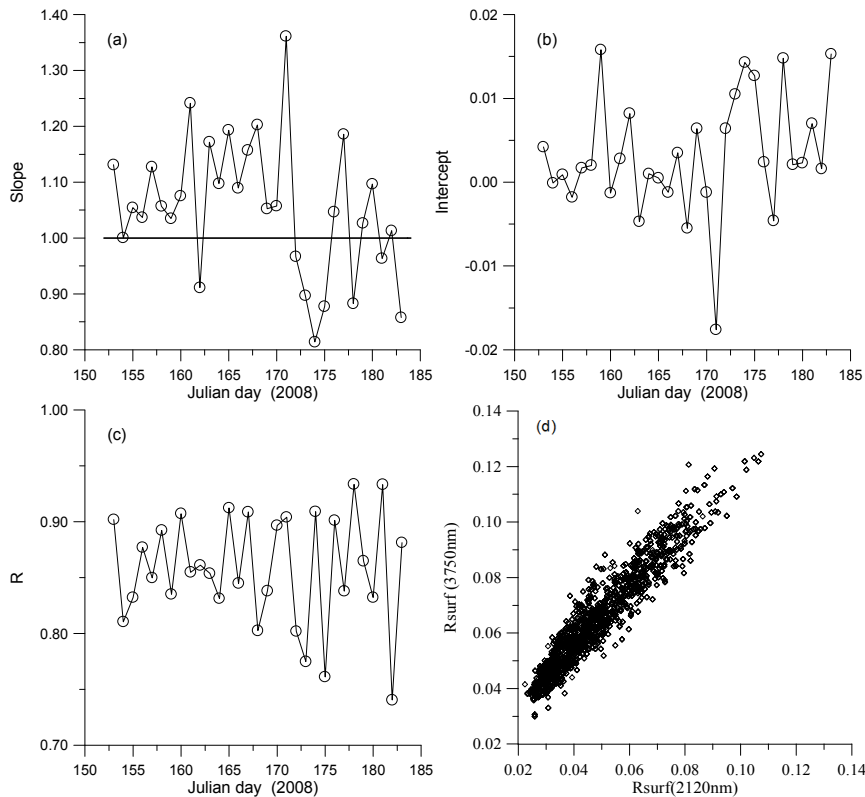 (a)
1.40
1.30
1.20
1.10
1.00
0.90
0.80
Slope
150 155 160 165 170 175 180 185
Julian day (2008)
(b)
0.02
0.01
0.00
-0.01
-0.02
Intercept
150 155 160 165 170 175 180 185
Julian day (2008)
(c)
1.00
0.90
0.80
0.70
R
150 155 160 165 170 175 180 185
Julian day (2008)
(d)
0.14
0.12
0.10
0.08
0.06
0.04
0.02
Rsurf (3750nm)
0.02 0.04 0.06 0.08 0.10 0.12 0.14
Rsurf(2120nm)